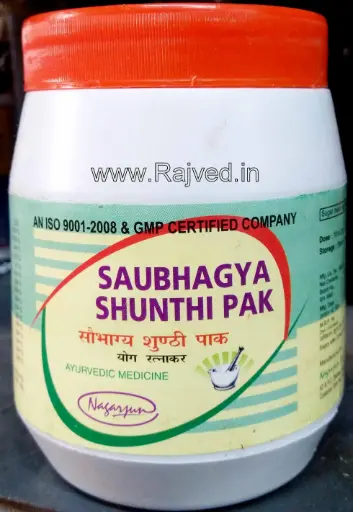 www.Rajved.in
AN ISO 9001-2008 & GMP CERTIFIED COMPANY
SAUBHAGYA
SHUNTHI PAK
सौभाग्य शुण्ठी पाक
योग रत्नाकर
AYURVEDIC MEDICINE
Nagarjun